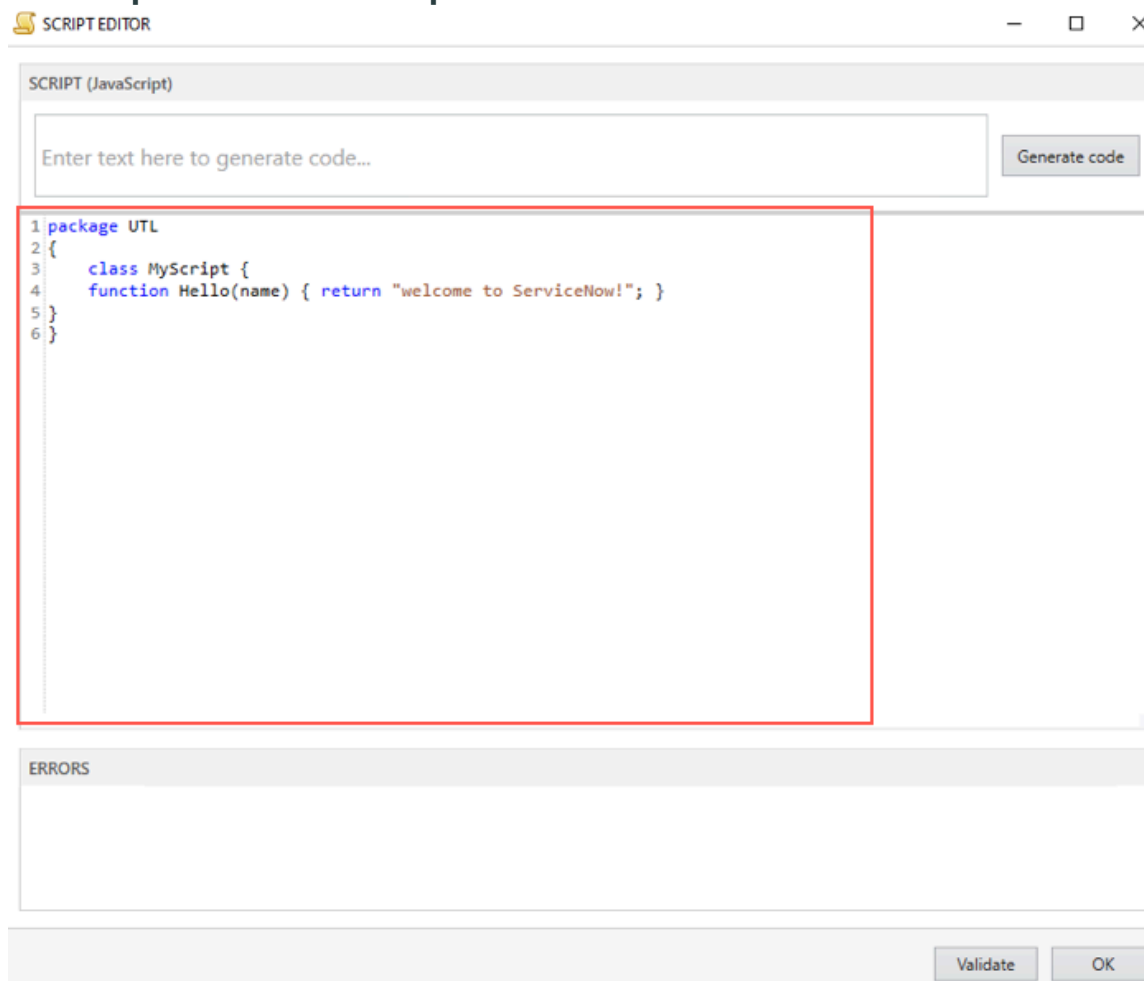 SCRIPT EDITOR
SCRIPT (JavaScript)
Enter text here to generate code...
Generate code
1 package UTL
2 {
3     class MyScript {
4     function Hello(name) { return "welcome to ServiceNow!"; }
5 }
6 }
ERRORS
Validate
OK